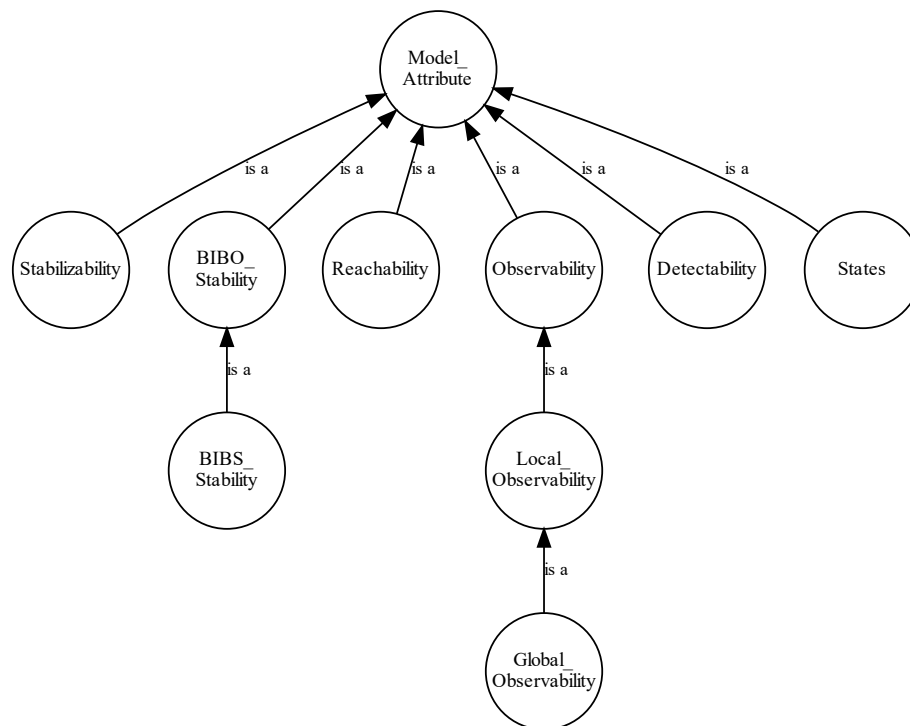 Model_
Attribute
is a
is a
is a
is a
is a
is a
Stabilizability
BIBO_
Stability
Reachability
Observability
Detectability
States
is a
is a
BIBS_
Stability
Local_
Observability
is a
Global_
Observability